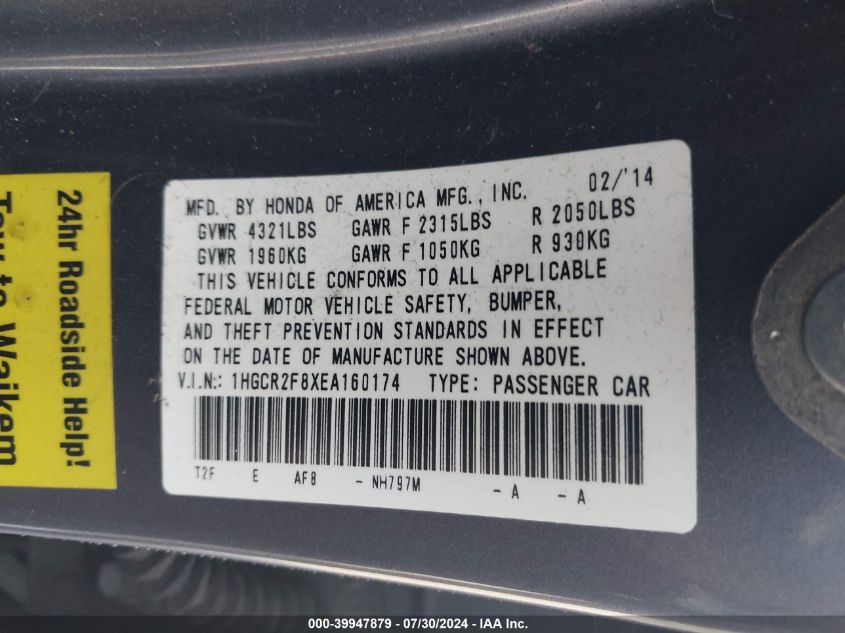 24hr Roadside Help!
Tow to Waikem
MFD. BY HONDA OF AMERICA MFG., INC. 02/'14
GVWR 4321LBS GAWR F 2315LBS R 2050LBS
GVWR 1960KG GAWR F 1050KG R 930KG
THIS VEHICLE CONFORMS TO ALL APPLICABLE
FEDERAL MOTOR VEHICLE SAFETY, BUMPER,
AND THEFT PREVENTION STANDARDS IN EFFECT
ON THE DATE OF MANUFACTURE SHOWN ABOVE.
V.I.N.: 1HGCR2F8XEA160174 TYPE: PASSENGER CAR
T2F E AF8 - NH797M - A - A
000-39947879 - 07/30/2024 - IAA Inc.